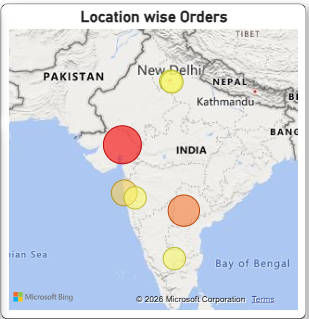 Location wise Orders
TIBET
PAKISTAN
New Delhi
NEPAL
Kathmandu
INDIA
Bay of Bengal
Microsoft Bing
© 2026 Microsoft Corporation Terms